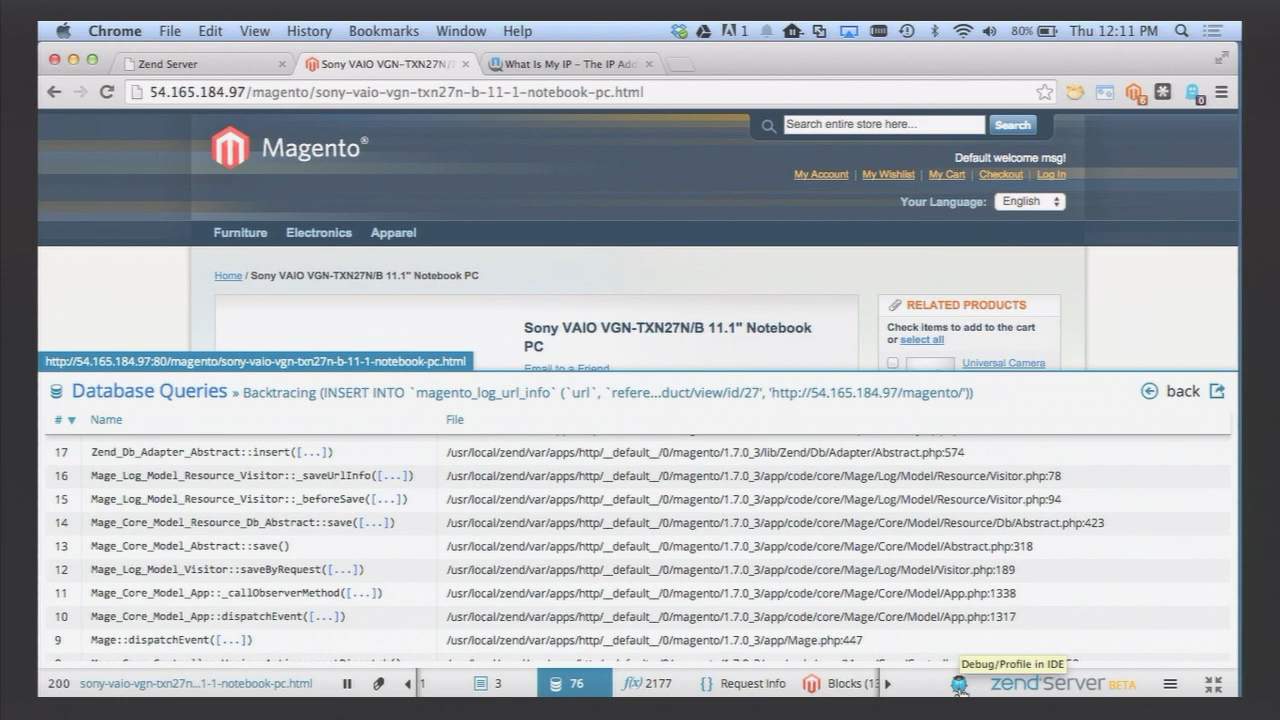 Chrome File Edit View History Bookmarks Window Help 1 80% Thu 12:11 PM
Zend Server × Sony VAIO VGN-TXN27N/ × What Is My IP - The IP Add ×
54.165.184.97/magento/sony-vaio-vgn-txn27n-b-11-1-notebook-pc.html 6 0
Magento® Search entire store here... Search
Default welcome msg!
My Account | My Wishlist | My Cart | Checkout | Log In
Your Language: English
Furniture Electronics Apparel
Home / Sony VAIO VGN-TXN27N/B 11.1" Notebook PC
RELATED PRODUCTS
Sony VAIO VGN-TXN27N/B 11.1" Notebook
PC
Check items to add to the cart
or select all
Email to a Friend
Universal Camera
http://54.165.184.97:80/magento/sony-vaio-vgn-txn27n-b-11-1-notebook-pc.html
Database Queries » Backtracing (INSERT INTO `magento_log_url_info` (`url`, `refere...duct/view/id/27', 'http://54.165.184.97/magento/')) back
# ▼ Name File
17 Zend_Db_Adapter_Abstract::insert([...]) /usr/local/zend/var/apps/http/__default__/0/magento/1.7.0_3/lib/Zend/Db/Adapter/Abstract.php:574
16 Mage_Log_Model_Resource_Visitor::_saveUrlInfo([...]) /usr/local/zend/var/apps/http/__default__/0/magento/1.7.0_3/app/code/core/Mage/Log/Model/Resource/Visitor.php:78
15 Mage_Log_Model_Resource_Visitor::_beforeSave([...]) /usr/local/zend/var/apps/http/__default__/0/magento/1.7.0_3/app/code/core/Mage/Log/Model/Resource/Visitor.php:94
14 Mage_Core_Model_Resource_Db_Abstract::save([...]) /usr/local/zend/var/apps/http/__default__/0/magento/1.7.0_3/app/code/core/Mage/Core/Model/Resource/Db/Abstract.php:423
13 Mage_Core_Model_Abstract::save() /usr/local/zend/var/apps/http/__default__/0/magento/1.7.0_3/app/code/core/Mage/Core/Model/Abstract.php:318
12 Mage_Log_Model_Visitor::saveByRequest([...]) /usr/local/zend/var/apps/http/__default__/0/magento/1.7.0_3/app/code/core/Mage/Log/Model/Visitor.php:189
11 Mage_Core_Model_App::_callObserverMethod([...]) /usr/local/zend/var/apps/http/__default__/0/magento/1.7.0_3/app/code/core/Mage/Core/Model/App.php:1338
10 Mage_Core_Model_App::dispatchEvent([...]) /usr/local/zend/var/apps/http/__default__/0/magento/1.7.0_3/app/code/core/Mage/Core/Model/App.php:1317
9 Mage::dispatchEvent([...]) /usr/local/zend/var/apps/http/__default__/0/magento/1.7.0_3/app/Mage.php:447
Debug/Profile in IDE
200 sony-vaio-vgn-txn27n...1-1-notebook-pc.html 1 3 76 f(x) 2177 {} Request Info Blocks (13 zend Server BETA